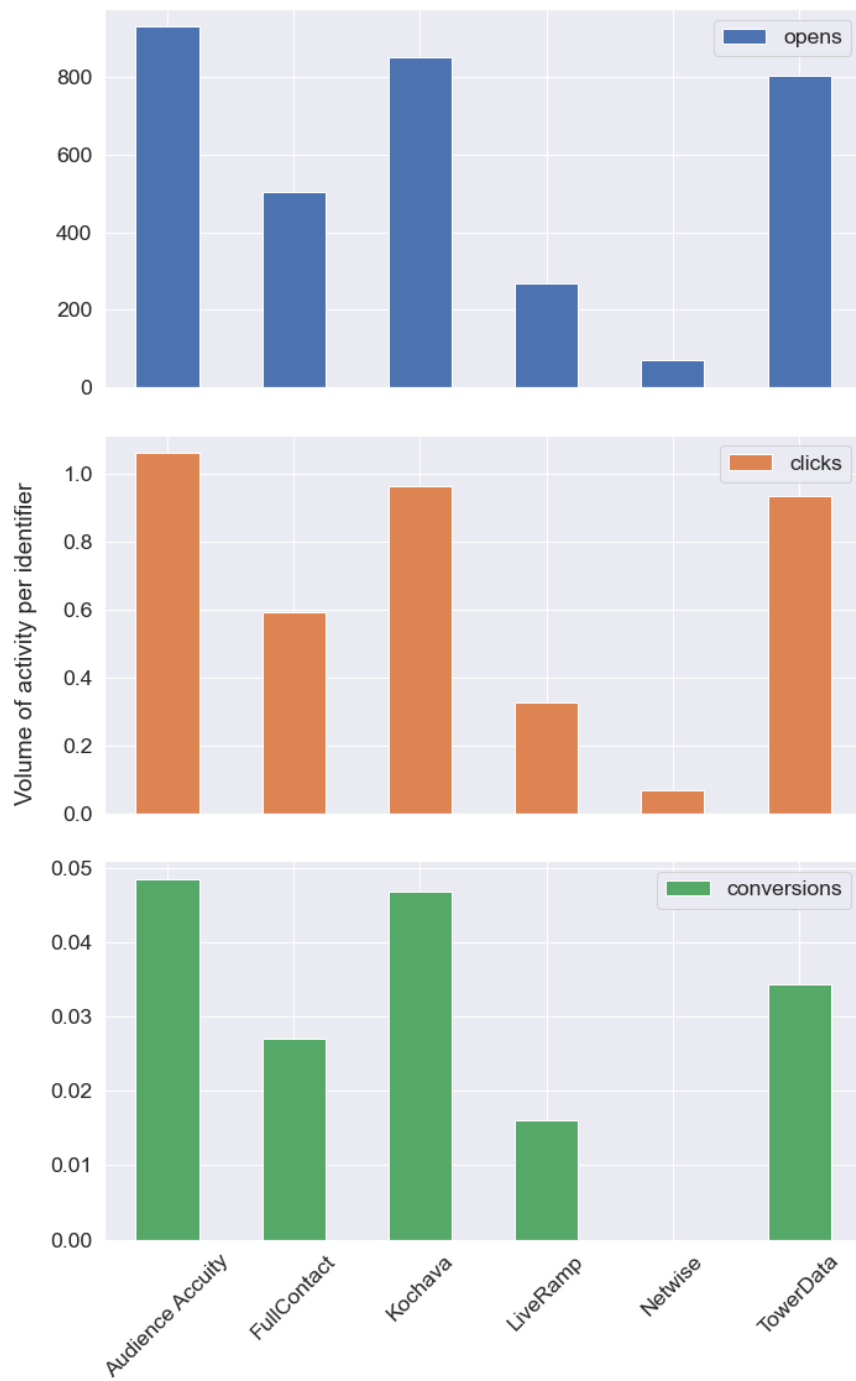 opens
800
600
400
200
0
Volume of activity per identifier
clicks
1.0
0.8
0.6
0.4
0.2
0.0
conversions
0.05
0.04
0.03
0.02
0.01
0.00
Audience Accuity
FullContact
Kochava
LiveRamp
Netwise
TowerData